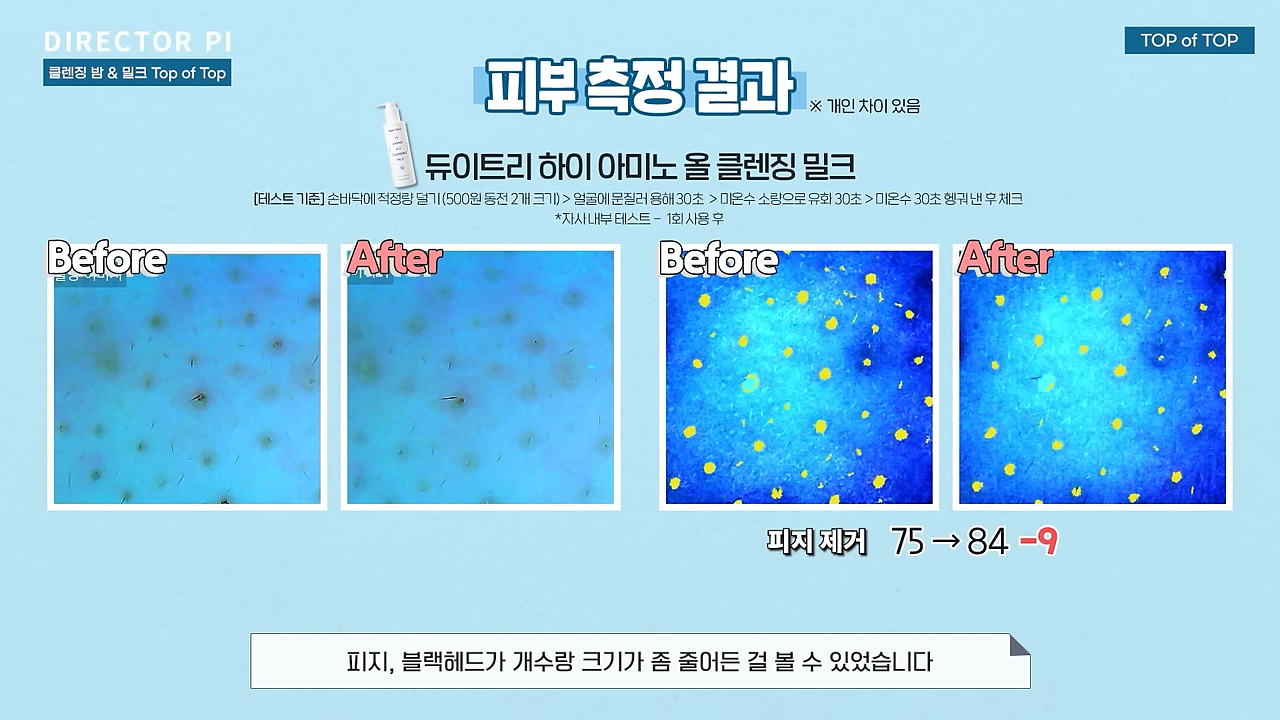 DIRECTOR PI
클렌징 밤 & 밀크 Top of Top
TOP of TOP
피부 측정 결과
※ 개인 차이 있음
듀이트리 하이 아미노 올 클렌징 밀크
[테스트 기준] 손바닥에 적정량 덜기 (500원 동전 2개 크기) > 얼굴에 문질러 용해 30초 > 미온수 소량으로 유화 30초 > 미온수 30초 헹궈 낸 후 체크
*자사 내부 테스트 - 1회 사용 후
Before
After
Before
After
피지 제거 75 → 84 -9
피지, 블랙헤드가 개수랑 크기가 좀 줄어든 걸 볼 수 있었습니다